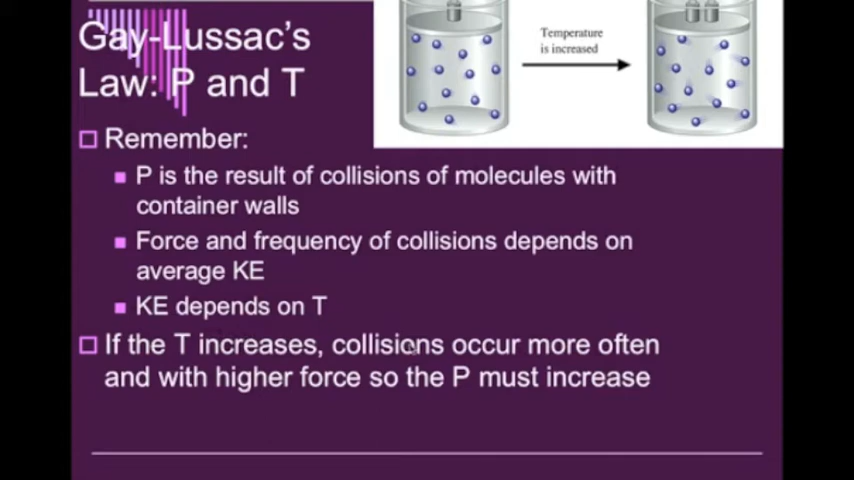 Gay-Lussac's
Law: P and T
Temperature
is increased
Remember:
P is the result of collisions of molecules with
container walls
Force and frequency of collisions depends on
average KE
KE depends on T
If the T increases, collisions occur more often
and with higher force so the P must increase